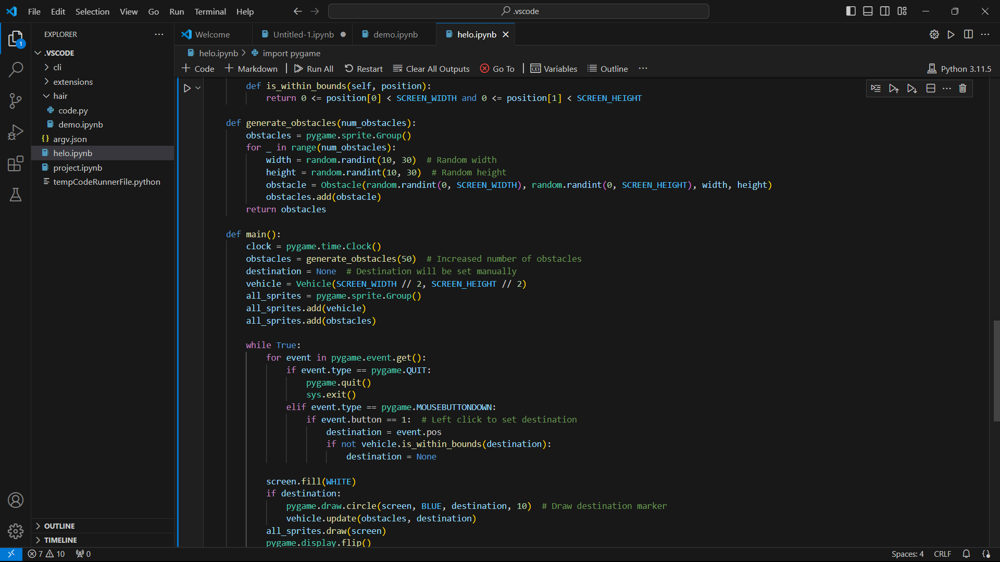 File Edit Selection View Go Run Terminal Help
.vscode
EXPLORER
1
.VSCODE
cli
extensions
hair
code.py
demo.ipynb
{} argv.json
helo.ipynb
project.ipynb
tempCodeRunnerFile.python
OUTLINE
TIMELINE
Welcome Untitled-1.ipynb demo.ipynb helo.ipynb
helo.ipynb > import pygame
+ Code + Markdown | Run All Restart Clear All Outputs Go To | Variables Outline ...
Python 3.11.5
def is_within_bounds(self, position):
return 0 <= position[0] < SCREEN_WIDTH and 0 <= position[1] < SCREEN_HEIGHT
def generate_obstacles(num_obstacles):
obstacles = pygame.sprite.Group()
for _ in range(num_obstacles):
width = random.randint(10, 30)  # Random width
height = random.randint(10, 30)  # Random height
obstacle = Obstacle(random.randint(0, SCREEN_WIDTH), random.randint(0, SCREEN_HEIGHT), width, height)
obstacles.add(obstacle)
return obstacles
def main():
clock = pygame.time.Clock()
obstacles = generate_obstacles(50)  # Increased number of obstacles
destination = None  # Destination will be set manually
vehicle = Vehicle(SCREEN_WIDTH // 2, SCREEN_HEIGHT // 2)
all_sprites = pygame.sprite.Group()
all_sprites.add(vehicle)
all_sprites.add(obstacles)
while True:
for event in pygame.event.get():
if event.type == pygame.QUIT:
pygame.quit()
sys.exit()
elif event.type == pygame.MOUSEBUTTONDOWN:
if event.button == 1:  # Left click to set destination
destination = event.pos
if not vehicle.is_within_bounds(destination):
destination = None
screen.fill(WHITE)
if destination:
pygame.draw.circle(screen, BLUE, destination, 10)  # Draw destination marker
vehicle.update(obstacles, destination)
all_sprites.draw(screen)
pygame.display.flip()
7 10 0
Spaces: 4 CRLF